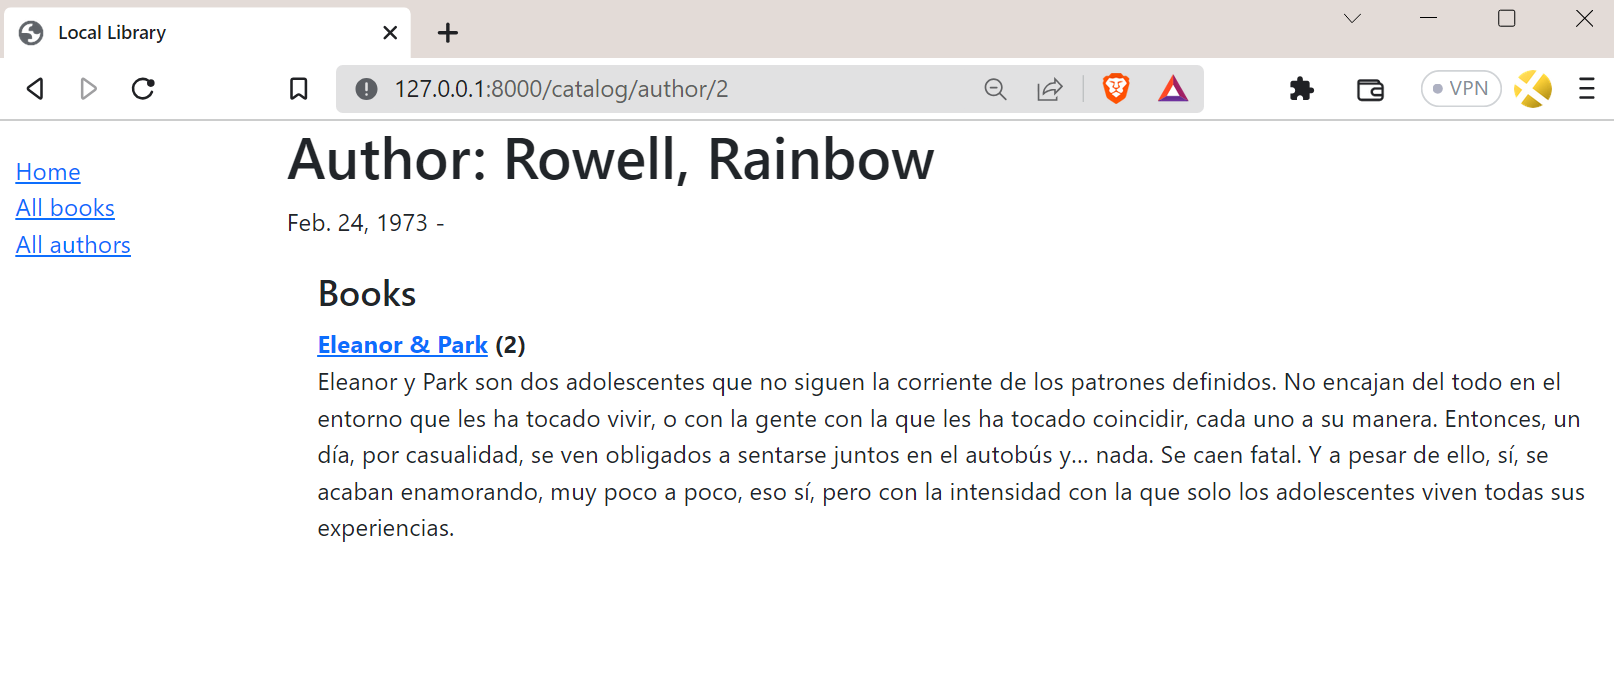 Local Library
127.0.0.1:8000/catalog/author/2
VPN
Home
All books
All authors
Author: Rowell, Rainbow
Feb. 24, 1973 -
Books
Eleanor & Park (2)
Eleanor y Park son dos adolescentes que no siguen la corriente de los patrones definidos. No encajan del todo en el
entorno que les ha tocado vivir, o con la gente con la que les ha tocado coincidir, cada uno a su manera. Entonces, un
día, por casualidad, se ven obligados a sentarse juntos en el autobús y... nada. Se caen fatal. Y a pesar de ello, sí, se
acaban enamorando, muy poco a poco, eso sí, pero con la intensidad con la que solo los adolescentes viven todas sus
experiencias.